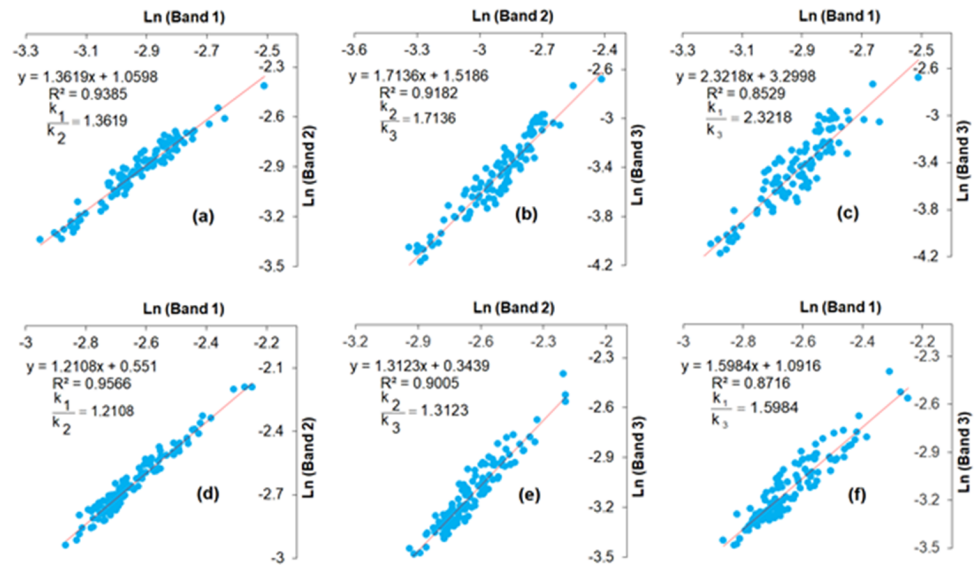 Ln (Band 1)
-3.3 -3.1 -2.9 -2.7 -2.5
-2.3
-2.6
-2.9
-3.2
-3.5
Ln (Band 2)
y = 1.3619x + 1.0598
R² = 0.9385
k1/k2 = 1.3619
(a)
Ln (Band 2)
-3.6 -3.3 -3 -2.7 -2.4
-2.6
-3
-3.4
-3.8
-4.2
Ln (Band 3)
y = 1.7136x + 1.5186
R² = 0.9182
k2/k3 = 1.7136
(b)
Ln (Band 1)
-3.3 -3.1 -2.9 -2.7 -2.5
-2.6
-3
-3.4
-3.8
-4.2
Ln (Band 3)
y = 2.3218x + 3.2998
R² = 0.8529
k1/k3 = 2.3218
(c)
Ln (Band 1)
-3 -2.8 -2.6 -2.4 -2.2
-2.1
-2.4
-2.7
-3
Ln (Band 2)
y = 1.2108x + 0.551
R² = 0.9566
k1/k2 = 1.2108
(d)
Ln (Band 2)
-3.2 -2.9 -2.6 -2.3 -2
-2.3
-2.6
-2.9
-3.2
-3.5
Ln (Band 3)
y = 1.3123x + 0.3439
R² = 0.9005
k2/k3 = 1.3123
(e)
Ln (Band 1)
-3 -2.8 -2.6 -2.4 -2.2
-2.3
-2.6
-2.9
-3.2
-3.5
Ln (Band 3)
y = 1.5984x + 1.0916
R² = 0.8716
k1/k3 = 1.5984
(f)